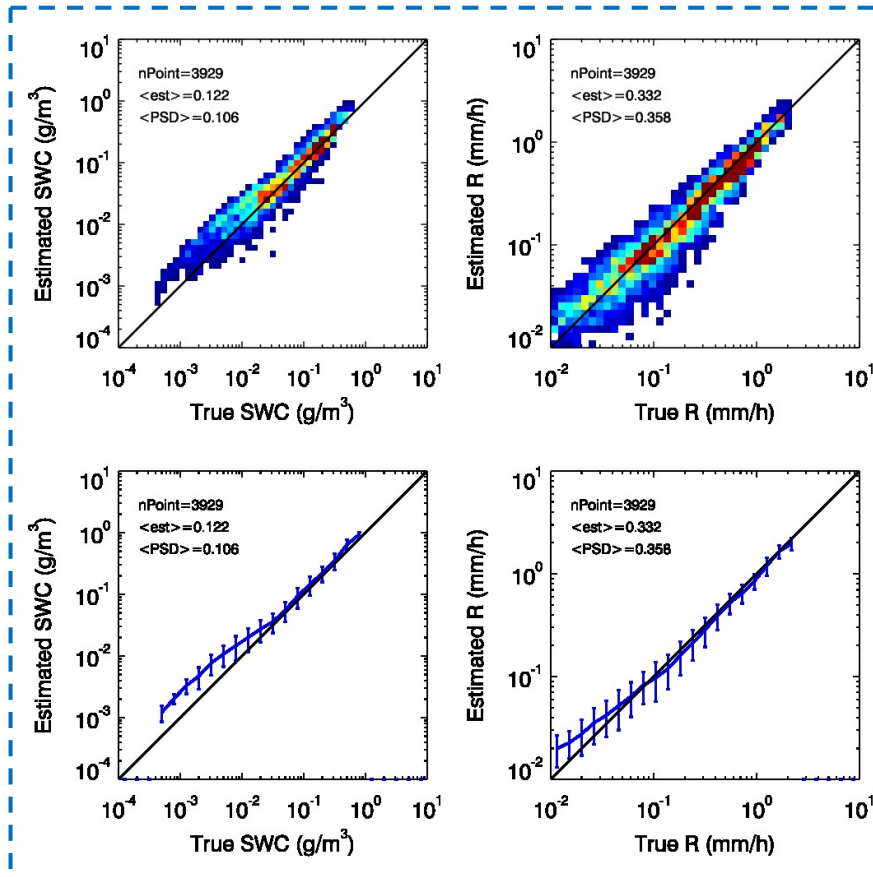 nPoint=3929
<est>=0.122
<PSD>=0.106
Estimated SWC (g/m³)
10¹
10⁰
10⁻¹
10⁻²
10⁻³
10⁻⁴
10⁻⁴ 10⁻³ 10⁻² 10⁻¹ 10⁰ 10¹
True SWC (g/m³)
nPoint=3929
<est>=0.332
<PSD>=0.358
Estimated R (mm/h)
10¹
10⁰
10⁻¹
10⁻²
10⁻² 10⁻¹ 10⁰ 10¹
True R (mm/h)
nPoint=3929
<est>=0.122
<PSD>=0.106
Estimated SWC (g/m³)
10¹
10⁰
10⁻¹
10⁻²
10⁻³
10⁻⁴
10⁻⁴ 10⁻³ 10⁻² 10⁻¹ 10⁰ 10¹
True SWC (g/m³)
nPoint=3929
<est>=0.332
<PSD>=0.358
Estimated R (mm/h)
10¹
10⁰
10⁻¹
10⁻²
10⁻² 10⁻¹ 10⁰ 10¹
True R (mm/h)